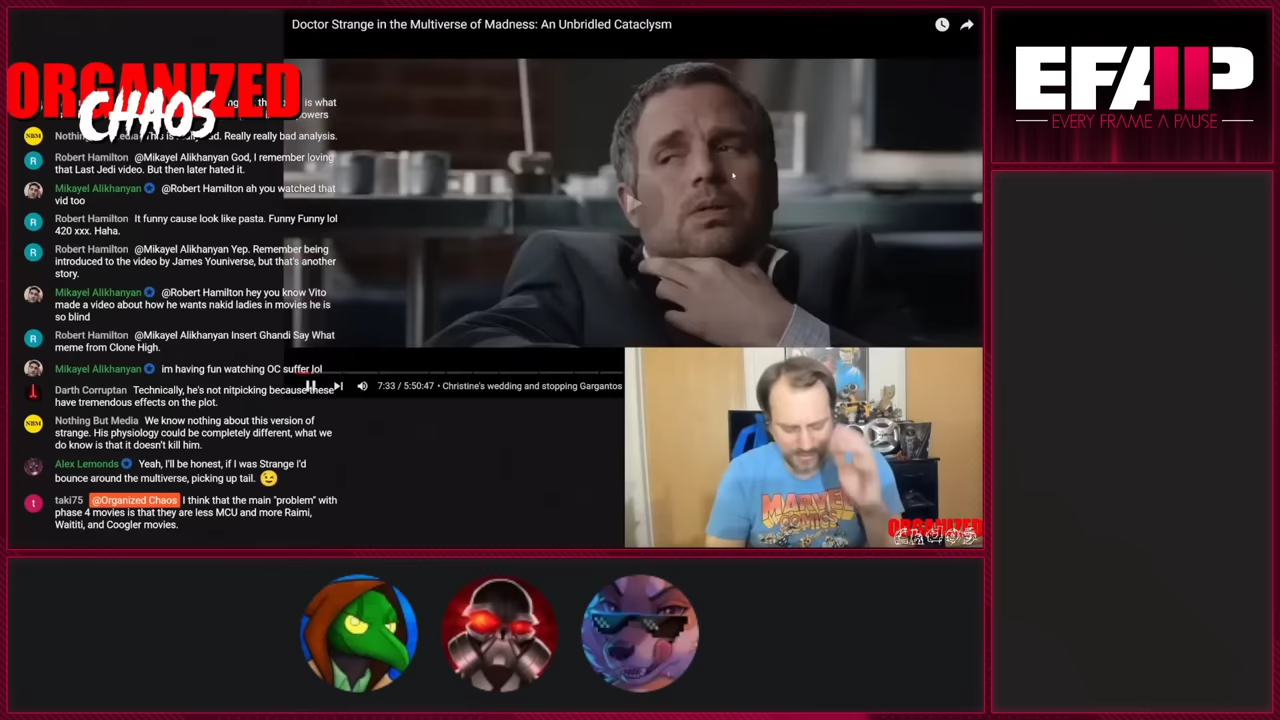 Doctor Strange in the Multiverse of Madness: An Unbridled Cataclysm
ORGANIZED
CHAOS
is what
powers
Really really bad analysis.
Robert Hamilton @Mikayel Alikhanyan God, I remember loving
that Last Jedi video. But then later hated it.
Mikayel Alikhanyan @Robert Hamilton ah you watched that
vid too
Robert Hamilton It funny cause look like pasta. Funny Funny lol
420 xxx. Haha.
Robert Hamilton @Mikayel Alikhanyan Yep. Remember being
introduced to the video by James Youniverse, but that's another
story.
Mikayel Alikhanyan @Robert Hamilton hey you know Vito
made a video about how he wants nakid ladies in movies he is
so blind
Robert Hamilton @Mikayel Alikhanyan Insert Ghandi Say What
meme from Clone High.
Mikayel Alikhanyan im having fun watching OC suffer lol
Darth Corruptan Technically, he's not nitpicking because these
have tremendous effects on the plot.
NBM Nothing But Media We know nothing about this version of
strange. His physiology could be completely different, what we
do know is that it doesn't kill him.
Alex Lemonds Yeah, I'll be honest, if I was Strange I'd
bounce around the multiverse, picking up tail. 😉
taki75 @Organized Chaos I think that the main "problem" with
phase 4 movies is that they are less MCU and more Raimi,
Waititi, and Coogler movies.
7:33 / 5:50:47 • Christine's wedding and stopping Gargantos
MARVEL
COMICS
ORGANIZED
CHAOS
EFAP
EVERY FRAME A PAUSE